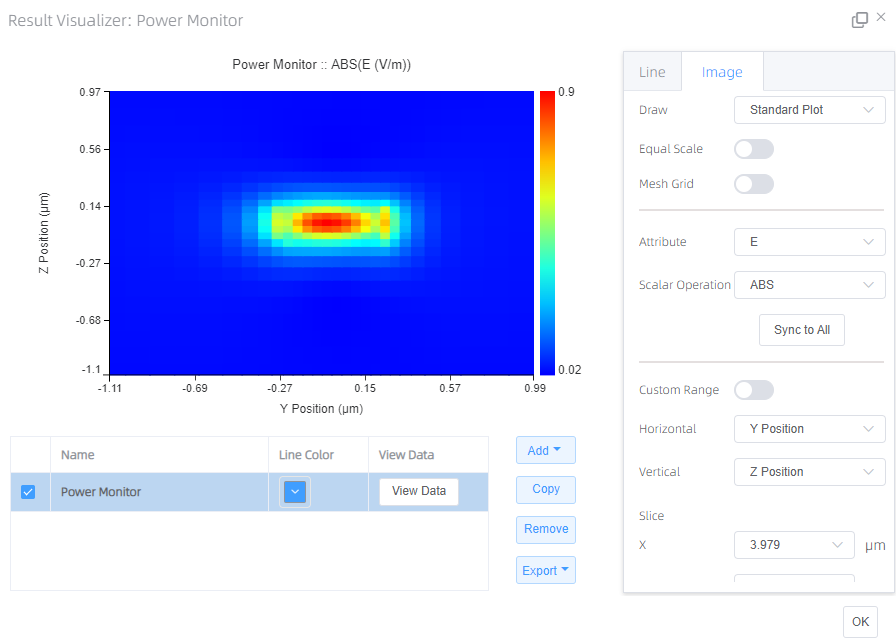 Result Visualizer: Power Monitor
Power Monitor :: ABS(E (V/m))
0.97
0.56
0.14
-0.27
-0.68
-1.1
Z Position (μm)
-1.11 -0.69 -0.27 0.15 0.57 0.99
Y Position (μm)
0.9
0.02
Name Line Color View Data
Power Monitor View Data
Add
Copy
Remove
Export
Line Image
Draw Standard Plot
Equal Scale
Mesh Grid
Attribute E
Scalar Operation ABS
Sync to All
Custom Range
Horizontal Y Position
Vertical Z Position
Slice
X 3.979 μm
OK